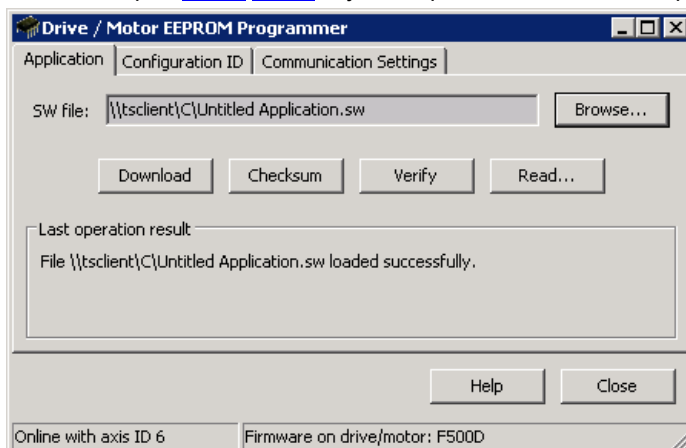 Drive / Motor EEPROM Programmer
Application Configuration ID Communication Settings
SW file: \\tsclient\C\Untitled Application.sw Browse...
Download Checksum Verify Read...
Last operation result
File \\tsclient\C\Untitled Application.sw loaded successfully.
Help Close
Online with axis ID 6 Firmware on drive/motor: F500D